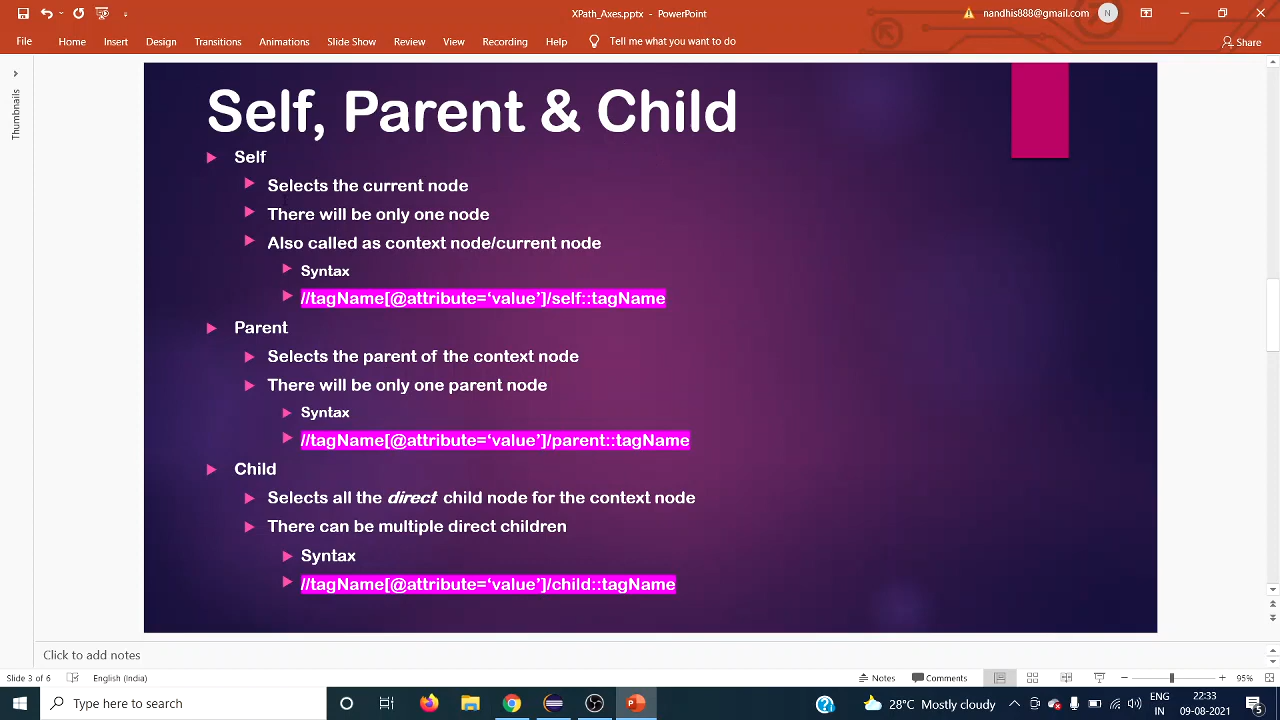 XPath_Axes.pptx - PowerPoint
nandhis888@gmail.com
N
File
Home
Insert
Design
Transitions
Animations
Slide Show
Review
View
Recording
Help
Tell me what you want to do
Share
Thumbnails
Self, Parent & Child
Self
Selects the current node
There will be only one node
Also called as context node/current node
Syntax
//tagName[@attribute=‘value’]/self::tagName
Parent
Selects the parent of the context node
There will be only one parent node
Syntax
//tagName[@attribute=‘value’]/parent::tagName
Child
Selects all the direct child node for the context node
There can be multiple direct children
Syntax
//tagName[@attribute=‘value’]/child::tagName
Click to add notes
Slide 3 of 6
English (India)
Notes
Comments
95%
Type here to search
28°C Mostly cloudy
ENG
IN
22:33
09-08-2021
5